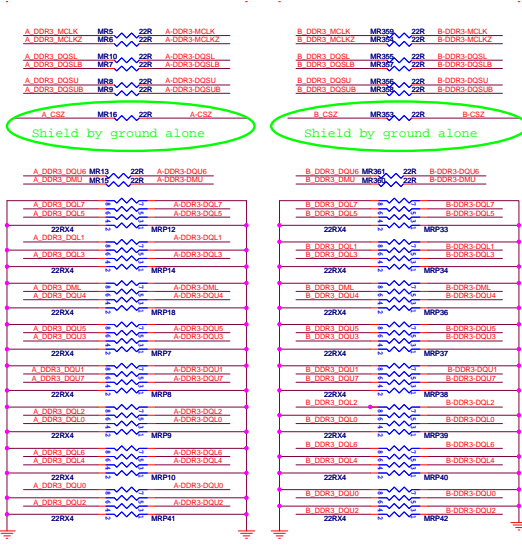 A_DDR3_MCLK MR5 22R A-DDR3-MCLK
A_DDR3_MCLKZ MR6 22R A-DDR3-MCLKZ
A_DDR3_DQSL MR10 22R A-DDR3-DQSL
A_DDR3_DQSLB MR7 22R A-DDR3-DQSLB
A_DDR3_DQSU MR8 22R A-DDR3-DQSU
A_DDR3_DQSUB MR9 22R A-DDR3-DQSUB
A_CSZ MR16 22R A-CSZ
Shield by ground alone
A_DDR3_DQU6 MR13 22R A-DDR3-DQU6
A_DDR3_DMU MR15 22R A-DDR3-DMU
A_DDR3_DQL7 A-DDR3-DQL7
A_DDR3_DQL5 A-DDR3-DQL5
22RX4 MRP12
A_DDR3_DQL1 A-DDR3-DQL1
A_DDR3_DQL3 A-DDR3-DQL3
22RX4 MRP14
A_DDR3_DML A-DDR3-DML
A_DDR3_DQU4 A-DDR3-DQU4
22RX4 MRP18
A_DDR3_DQU5 A-DDR3-DQU5
A_DDR3_DQU3 A-DDR3-DQU3
22RX4 MRP7
A_DDR3_DQU1 A-DDR3-DQU1
A_DDR3_DQU7 A-DDR3-DQU7
22RX4 MRP8
A_DDR3_DQL2 A-DDR3-DQL2
A_DDR3_DQL0 A-DDR3-DQL0
22RX4 MRP9
A_DDR3_DQL6 A-DDR3-DQL6
A_DDR3_DQL4 A-DDR3-DQL4
22RX4 MRP10
A_DDR3_DQU0 A-DDR3-DQU0
A_DDR3_DQU2 A-DDR3-DQU2
22RX4 MRP41
B_DDR3_MCLK MR359 22R B-DDR3-MCLK
B_DDR3_MCLKZ 22R B-DDR3-MCLKZ
B_DDR3_DQSL MR355 22R B-DDR3-DQSL
B_DDR3_DQSLB 22R B-DDR3-DQSLB
B_DDR3_DQSU 22R B-DDR3-DQSU
B_DDR3_DQSUB 22R B-DDR3-DQSUB
B_CSZ MR353 22R B-CSZ
Shield by ground alone
B_DDR3_DQU6 MR361 22R B-DDR3-DQU6
B_DDR3_DMU MR360 22R B-DDR3-DMU
B_DDR3_DQL7 B-DDR3-DQL7
B_DDR3_DQL5 B-DDR3-DQL5
22RX4 MRP33
B_DDR3_DQL1 B-DDR3-DQL1
B_DDR3_DQL3 B-DDR3-DQL3
22RX4 MRP34
B_DDR3_DML B-DDR3-DML
B_DDR3_DQU4 B-DDR3-DQU4
22RX4 MRP36
B_DDR3_DQU5 B-DDR3-DQU5
B_DDR3_DQU3 B-DDR3-DQU3
22RX4 MRP37
B_DDR3_DQU1 B-DDR3-DQU1
B_DDR3_DQU7 B-DDR3-DQU7
22RX4 MRP38
B_DDR3_DQL2 B-DDR3-DQL2
B_DDR3_DQL0 B-DDR3-DQL0
22RX4 MRP39
B_DDR3_DQL6 B-DDR3-DQL6
B_DDR3_DQL4 B-DDR3-DQL4
22RX4 MRP40
B_DDR3_DQU0 B-DDR3-DQU0
B_DDR3_DQU2 B-DDR3-DQU2
22RX4 MRP42